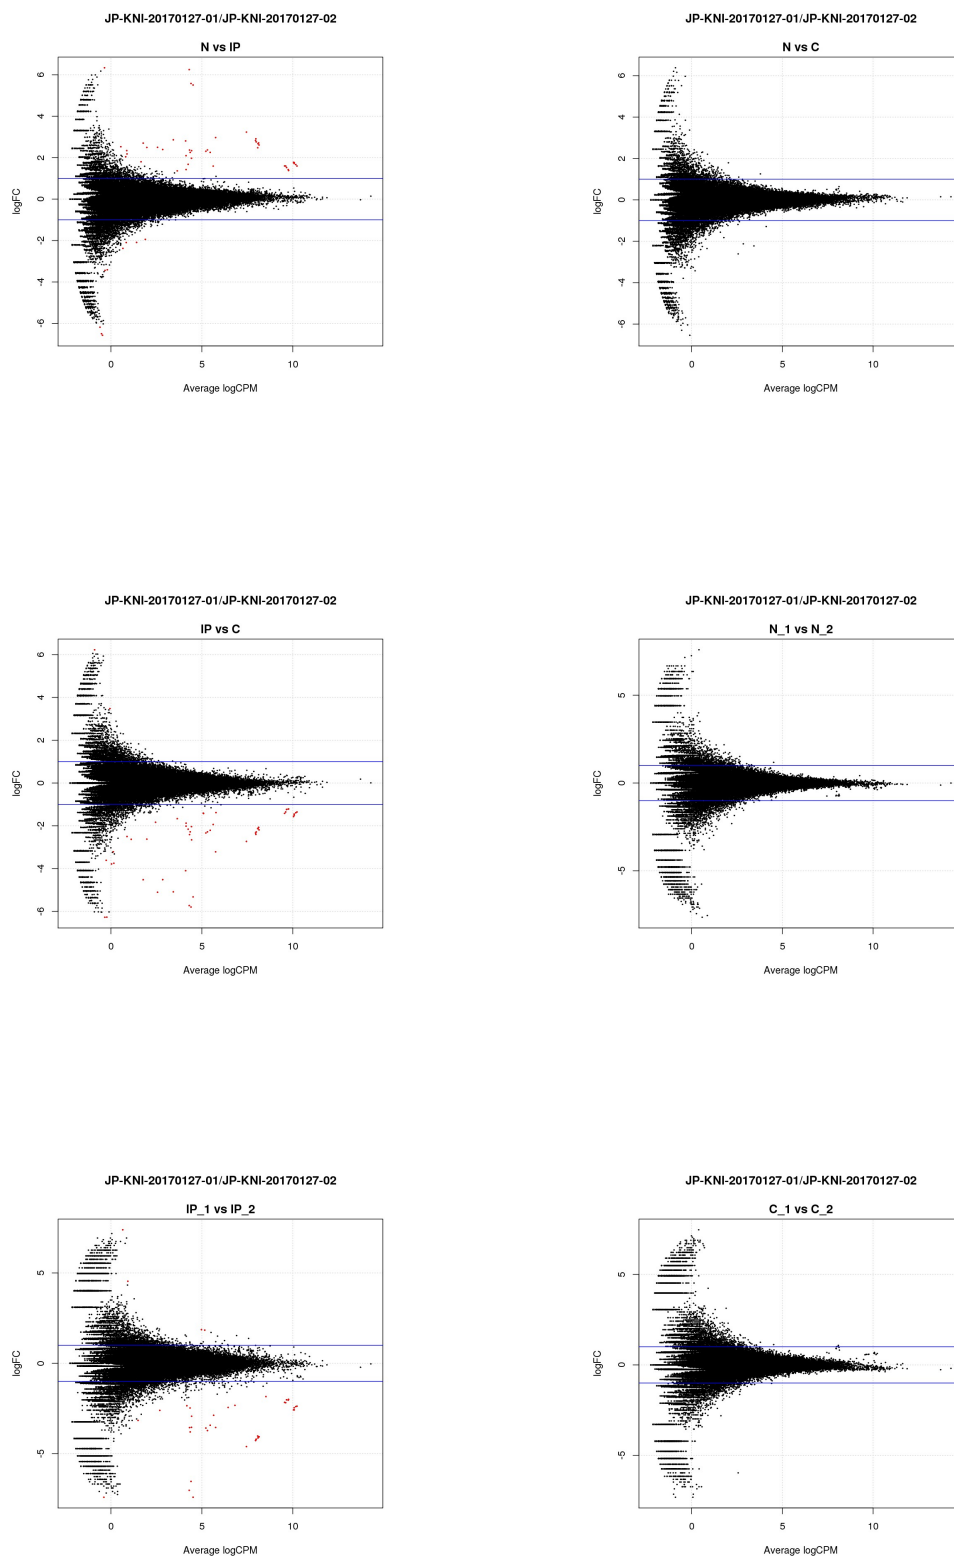 JP-KNI-20170127-01/JP-KNI-20170127-02
N vs IP
logFC
6
4
2
0
-2
-4
-6
0 5 10
Average logCPM
JP-KNI-20170127-01/JP-KNI-20170127-02
N vs C
logFC
6
4
2
0
-2
-4
-6
0 5 10
Average logCPM
JP-KNI-20170127-01/JP-KNI-20170127-02
IP vs C
logFC
6
4
2
0
-2
-4
-6
0 5 10
Average logCPM
JP-KNI-20170127-01/JP-KNI-20170127-02
N_1 vs N_2
logFC
5
0
-5
0 5 10
Average logCPM
JP-KNI-20170127-01/JP-KNI-20170127-02
IP_1 vs IP_2
logFC
5
0
-5
0 5 10
Average logCPM
JP-KNI-20170127-01/JP-KNI-20170127-02
C_1 vs C_2
logFC
5
0
-5
0 5 10
Average logCPM